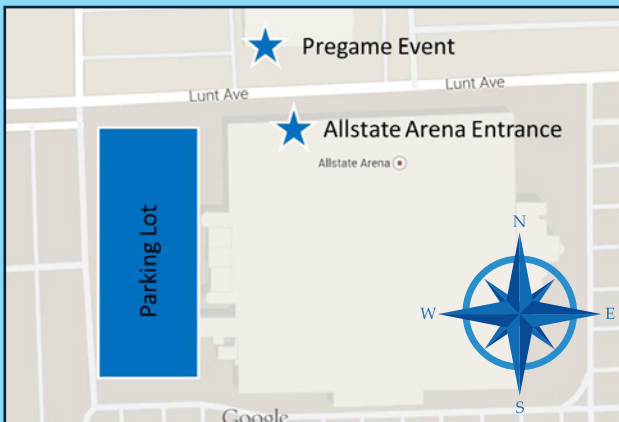 Pregame Event
Lunt Ave
Lunt Ave
Allstate Arena Entrance
Allstate Arena
Parking Lot
N
W
E
S
Google